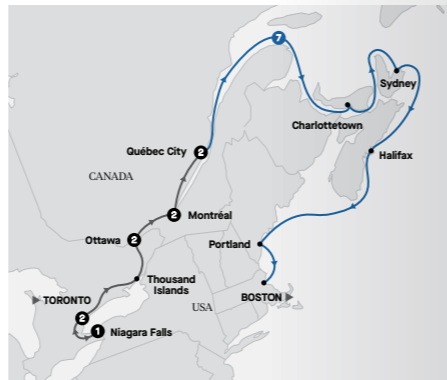 7
Sydney
Charlottetown
Québec City
2
CANADA
Halifax
2
Montréal
Ottawa
2
Portland
Thousand
Islands
TORONTO
BOSTON
USA
2
1
Niagara Falls